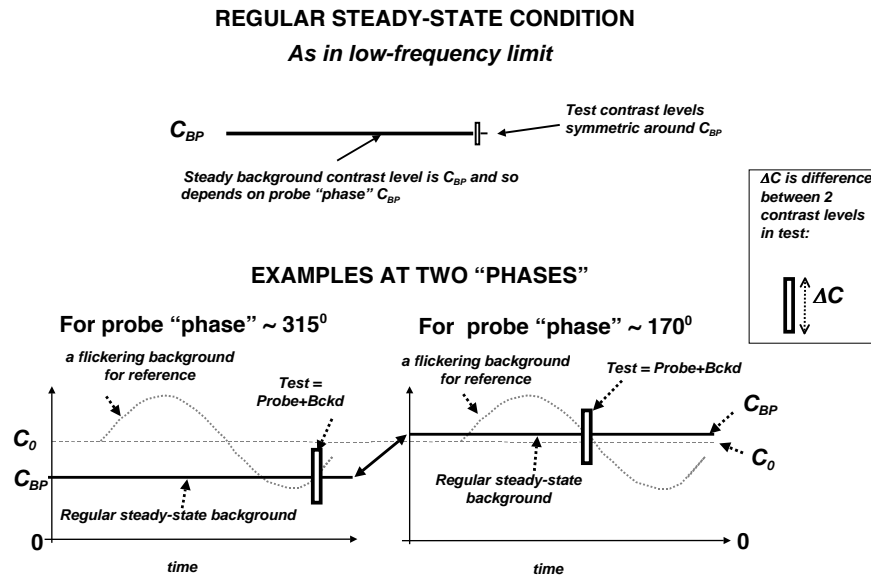 REGULAR STEADY-STATE CONDITION
As in low-frequency limit
C_BP
Test contrast levels
symmetric around C_BP
Steady background contrast level is C_BP and so
depends on probe “phase” C_BP
ΔC is difference
between 2
contrast levels
in test:
ΔC
EXAMPLES AT TWO “PHASES”
For probe “phase” ~ 315⁰
a flickering background
for reference
Test =
Probe+Bckd
C₀
C_BP
Regular steady-state background
0
time
For probe “phase” ~ 170⁰
a flickering background
for reference
Test = Probe+Bckd
C_BP
C₀
Regular steady-state
background
0
time